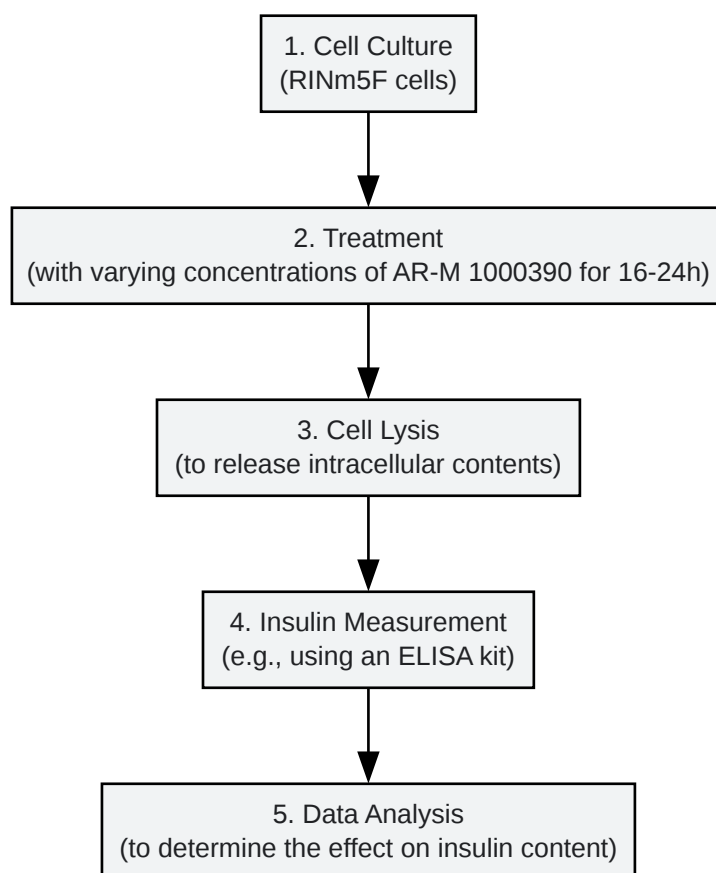 1. Cell Culture
(RINm5F cells)
2. Treatment
(with varying concentrations of AR-M 1000390 for 16-24h)
3. Cell Lysis
(to release intracellular contents)
4. Insulin Measurement
(e.g., using an ELISA kit)
5. Data Analysis
(to determine the effect on insulin content)